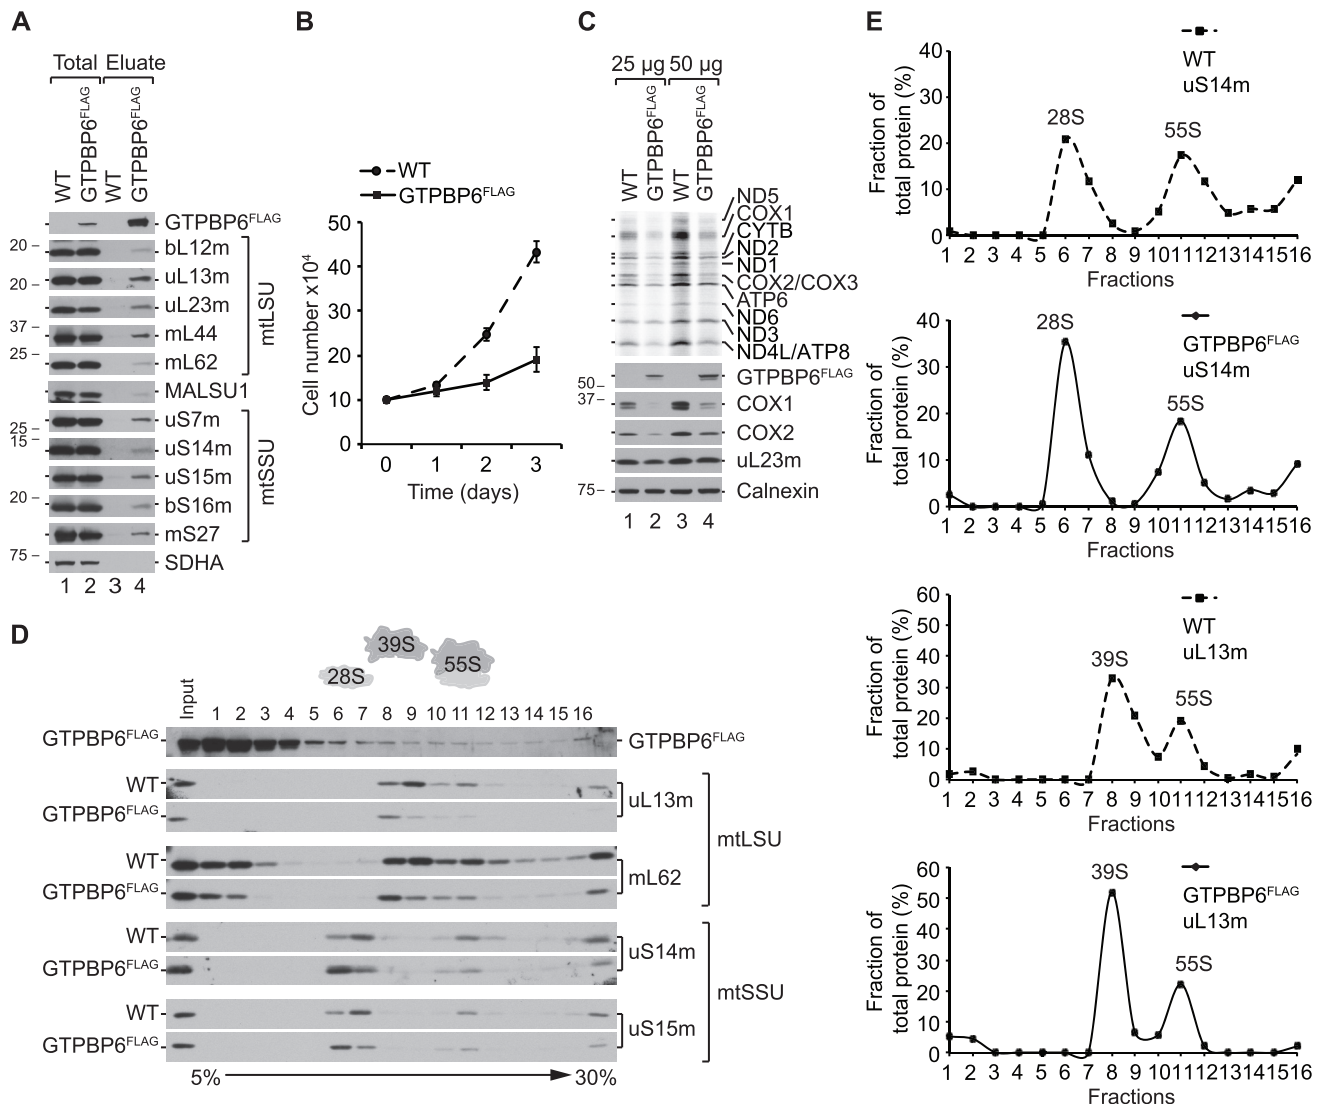 A
Total Eluate
WT
GTPBP6FLAG
WT
GTPBP6FLAG
GTPBP6FLAG
20
bL12m
uL13m
20
uL23m
37
mL44
25
mL62
mtLSU
MALSU1
uS7m
25
15
uS14m
uS15m
20
bS16m
mS27
mtSSU
75
SDHA
1 2 3 4
B
WT
GTPBP6FLAG
Cell number x10⁴
50
40
30
20
10
0
0 1 2 3
Time (days)
C
25 µg 50 µg
WT
GTPBP6FLAG
WT
GTPBP6FLAG
ND5
COX1
CYTB
ND2
ND1
COX2/COX3
ATP6
ND6
ND3
ND4L/ATP8
GTPBP6FLAG
50
37
COX1
COX2
uL23m
75
Calnexin
1 2 3 4
D
28S
39S
55S
Input 1 2 3 4 5 6 7 8 9 10 11 12 13 14 15 16
GTPBP6FLAG GTPBP6FLAG
WT
GTPBP6FLAG
uL13m
WT
GTPBP6FLAG
mL62
mtLSU
WT
GTPBP6FLAG
uS14m
WT
GTPBP6FLAG
uS15m
mtSSU
5% 30%
E
Fraction of
total protein (%)
40
30
20
10
0
28S
55S
WT
uS14m
1 2 3 4 5 6 7 8 9 10 11 12 13 14 15 16
Fractions
Fraction of
total protein (%)
40
30
20
10
0
28S
55S
GTPBP6FLAG
uS14m
1 2 3 4 5 6 7 8 9 10 11 12 13 14 15 16
Fractions
Fraction of
total protein (%)
60
50
40
30
20
10
0
39S
55S
WT
uL13m
1 2 3 4 5 6 7 8 9 10 11 12 13 14 15 16
Fractions
Fraction of
total protein (%)
60
50
40
30
20
10
0
39S
55S
GTPBP6FLAG
uL13m
1 2 3 4 5 6 7 8 9 10 11 12 13 14 15 16
Fractions